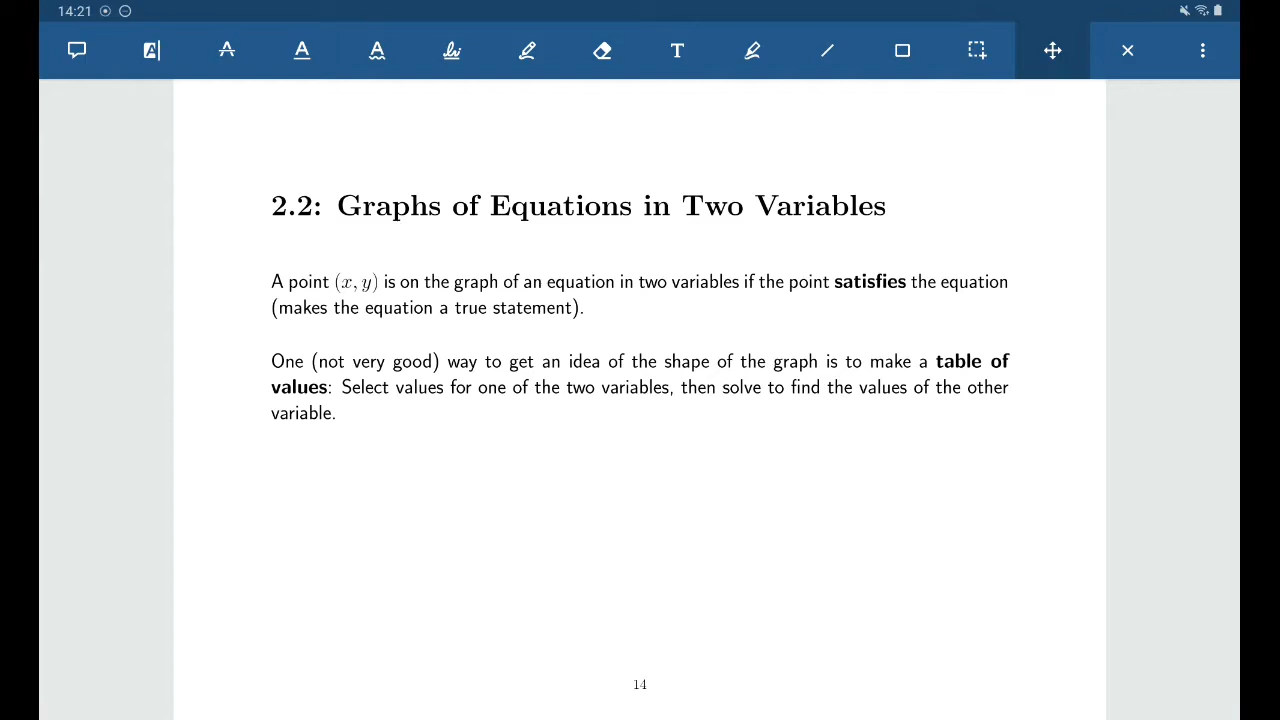 14:21
2.2: Graphs of Equations in Two Variables
A point (x, y) is on the graph of an equation in two variables if the point satisfies the equation
(makes the equation a true statement).
One (not very good) way to get an idea of the shape of the graph is to make a table of
values: Select values for one of the two variables, then solve to find the values of the other
variable.
14